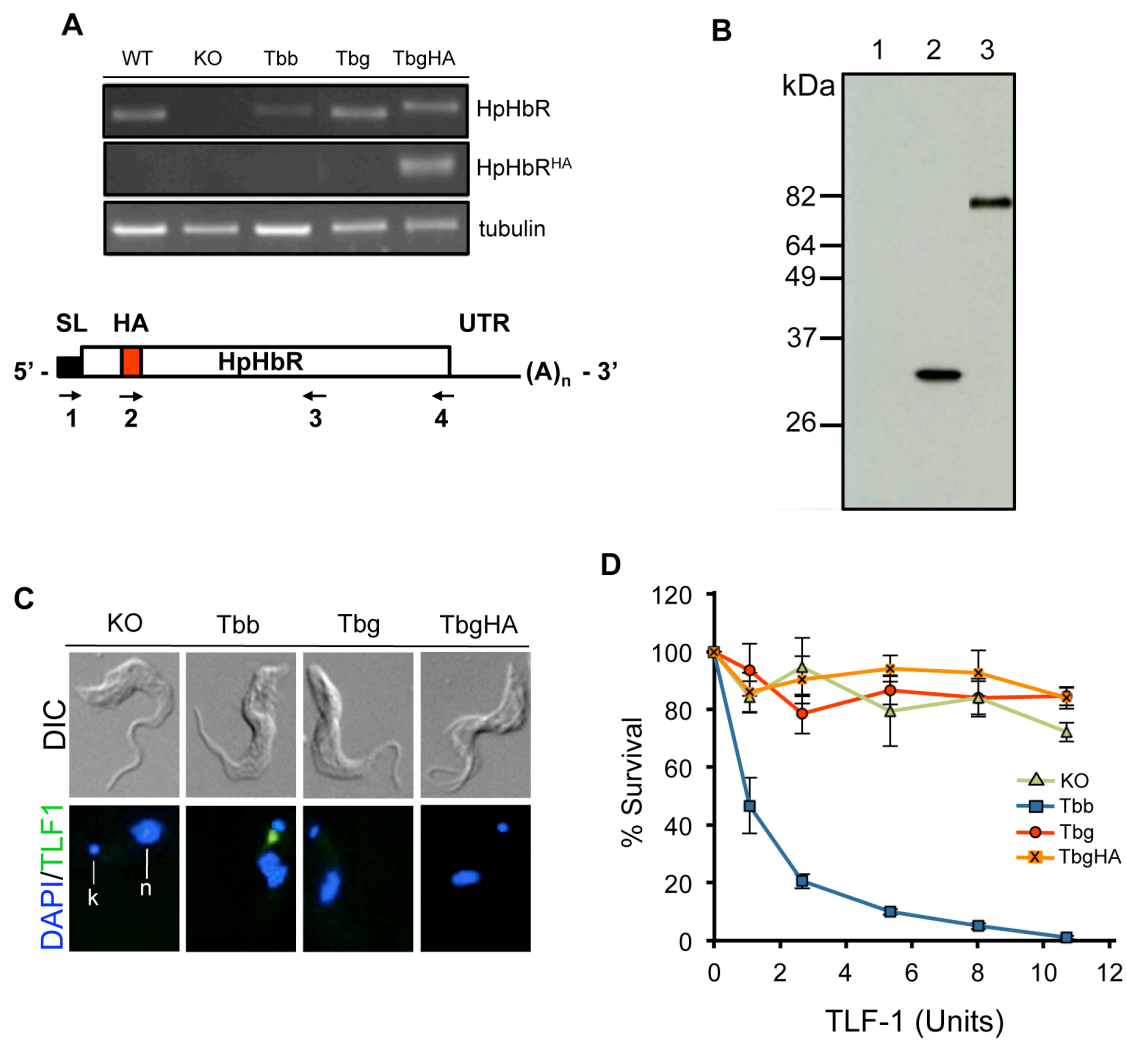 A
WT KO Tbb Tbg TbgHA
HpHbR
HpHbRHA
tubulin
SL HA UTR
5’ - HpHbR (A)n - 3’
1 2 3 4
B
1 2 3
kDa
82
64
49
37
26
C
KO Tbb Tbg TbgHA
DIC
DAPI/TLF1
k n
D
% Survival
120
100
80
60
40
20
0
0 2 4 6 8 10 12
TLF-1 (Units)
KO
Tbb
Tbg
TbgHA